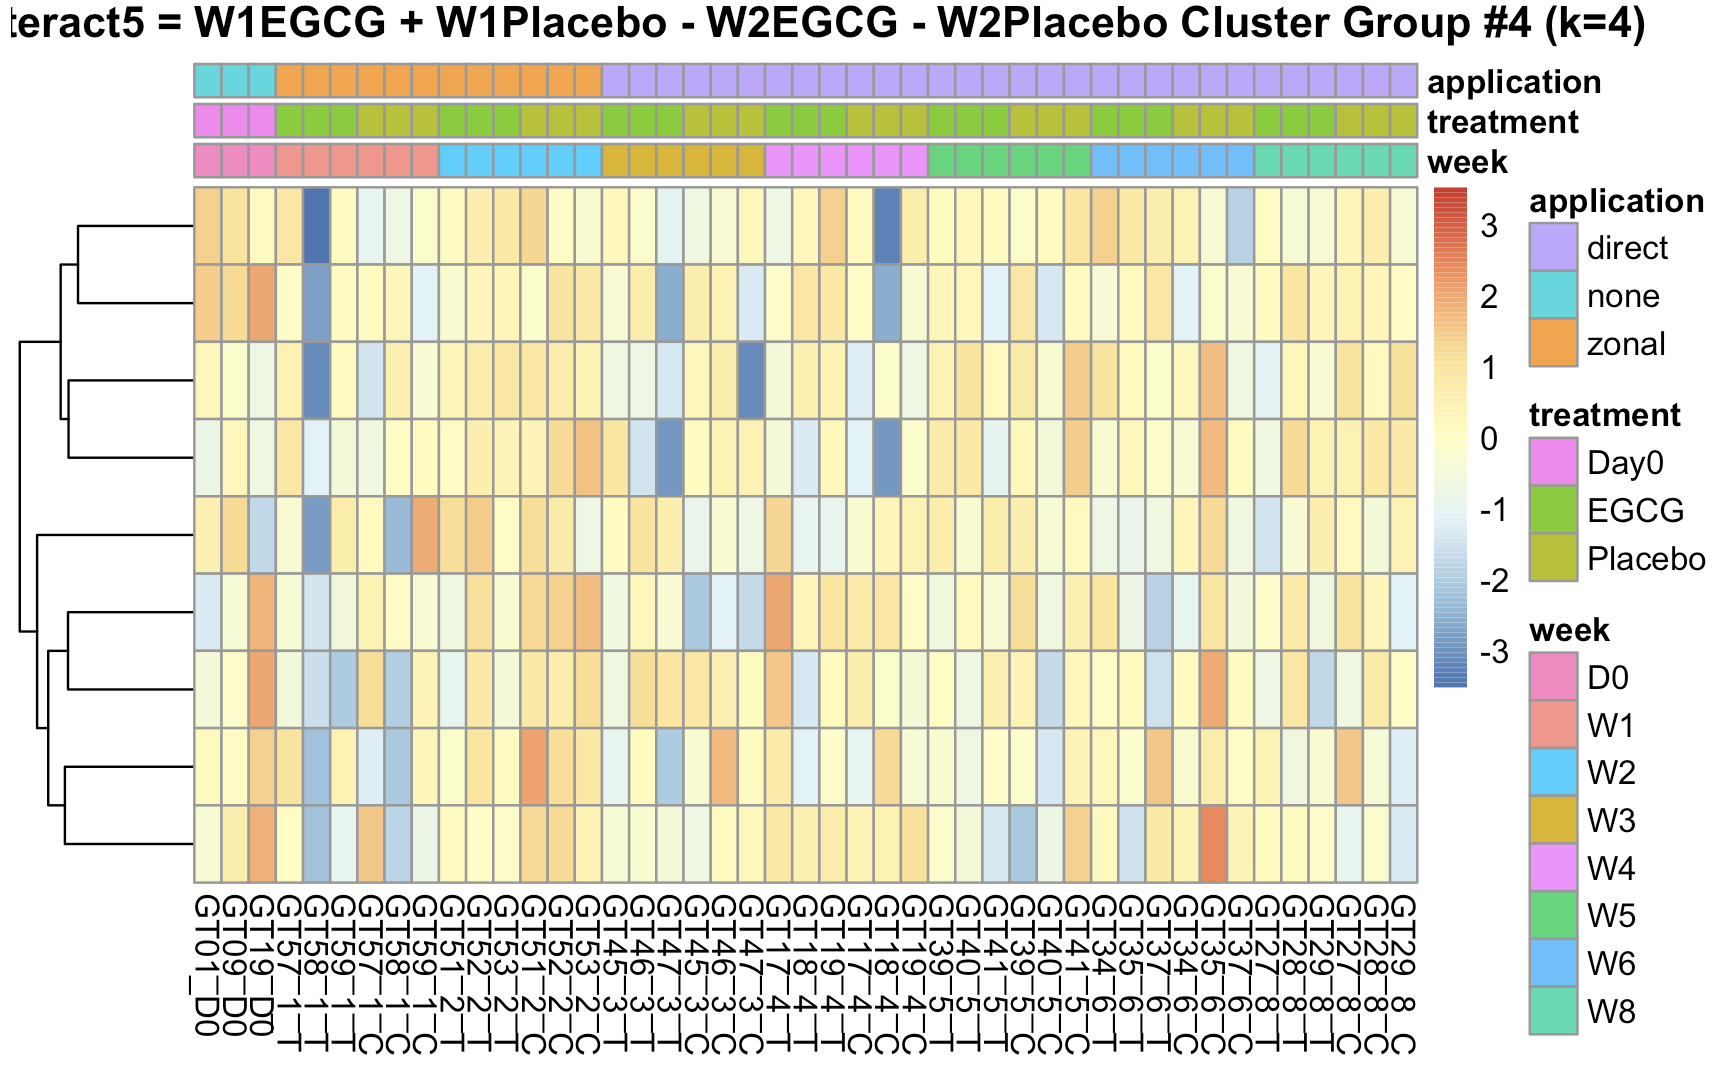 teract5 = W1EGCG + W1Placebo - W2EGCG - W2Placebo Cluster Group #4 (k=4)
application
treatment
week
3
2
1
0
-1
-2
-3
application
direct
none
zonal
treatment
Day0
EGCG
Placebo
week
D0
W1
W2
W3
W4
W5
W6
W8
GT01_D0
GT09_D0
GT19_D0
GT57_1_T
GT58_1_T
GT59_1_T
GT57_1_C
GT58_1_C
GT59_1_C
GT51_2_T
GT52_2_T
GT53_2_T
GT51_2_C
GT52_2_C
GT53_2_C
GT45_3_T
GT46_3_T
GT47_3_T
GT45_3_C
GT46_3_C
GT47_3_C
GT17_4_T
GT18_4_T
GT19_4_T
GT17_4_C
GT18_4_C
GT19_4_C
GT39_5_T
GT40_5_T
GT41_5_T
GT39_5_C
GT40_5_C
GT41_5_C
GT34_6_T
GT35_6_T
GT37_6_T
GT34_6_C
GT35_6_C
GT37_6_C
GT27_8_T
GT28_8_T
GT29_8_T
GT27_8_C
GT28_8_C
GT29_8_C